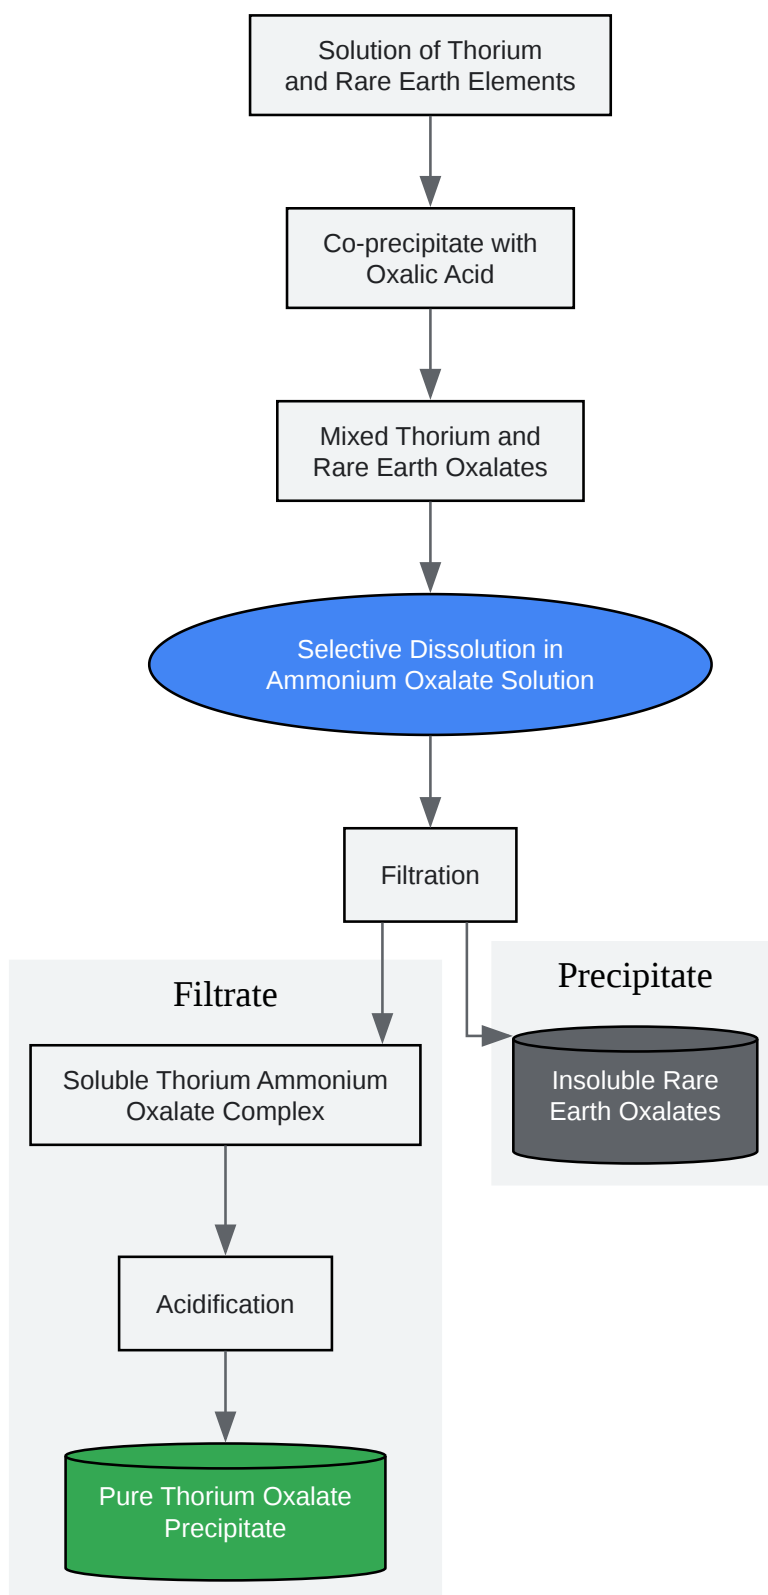 Solution of Thorium
and Rare Earth Elements
Co-precipitate with
Oxalic Acid
Mixed Thorium and
Rare Earth Oxalates
Selective Dissolution in
Ammonium Oxalate Solution
Filtration
Filtrate
Soluble Thorium Ammonium
Oxalate Complex
Acidification
Pure Thorium Oxalate
Precipitate
Precipitate
Insoluble Rare
Earth Oxalates